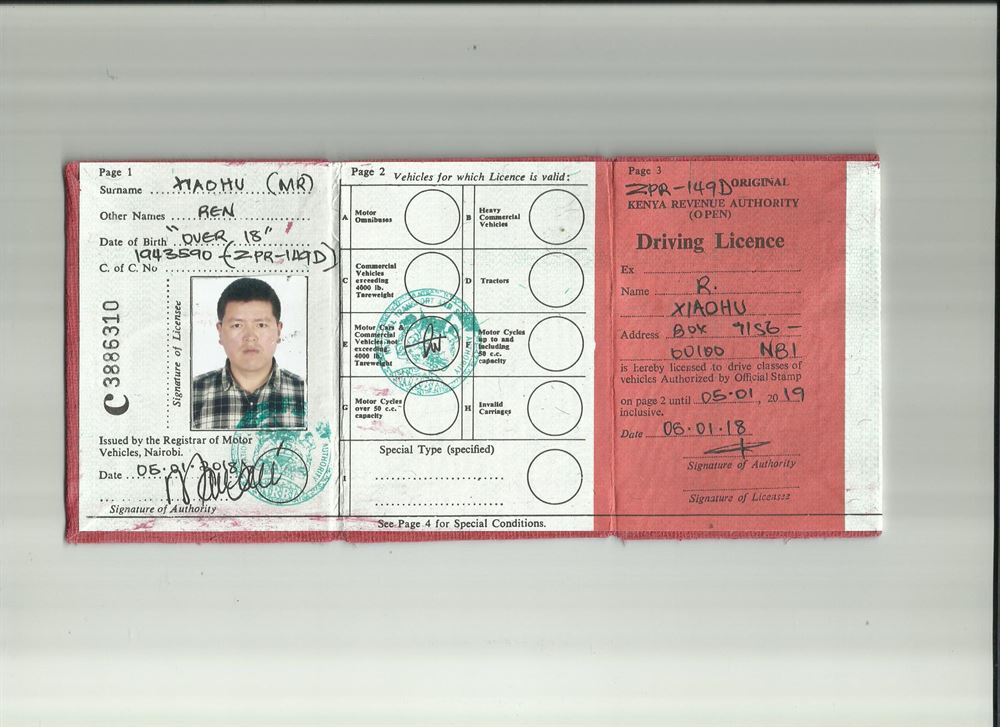 Page 1
Surname XIAOHU (MR)
Other Names REN
Date of Birth "OVER 18"
1943590 - (ZPR-149D)
C. of C. No
C3886310
Signature of Licensee
Issued by the Registrar of Motor
Vehicles, Nairobi.
Date 05.01.2018
Signature of Authority
Page 2 Vehicles for which Licence is valid:
A Motor Omnibuses
B Heavy Commercial Vehicles
C Commercial Vehicles exceeding 4000 lb. Tareweight
D Tractors
E Motor Cars & Commercial Vehicles not exceeding 4000 lb. Tareweight
F Motor Cycles up to and including 50 c.c. capacity
G Motor Cycles over 50 c.c. capacity
H Invalid Carriages
Special Type (specified)
I
See Page 4 for Special Conditions.
Page 3
ZPR-149D ORIGINAL
KENYA REVENUE AUTHORITY
(OPEN)
Driving Licence
Ex
Name R.
XIAOHU
Address BOX 9156 -
00100 NBI
is hereby licensed to drive classes of
vehicles Authorized by Official Stamp
on page 2 until 05.01, 2019
inclusive.
Date 05.01.18
Signature of Authority
Signature of Licensee